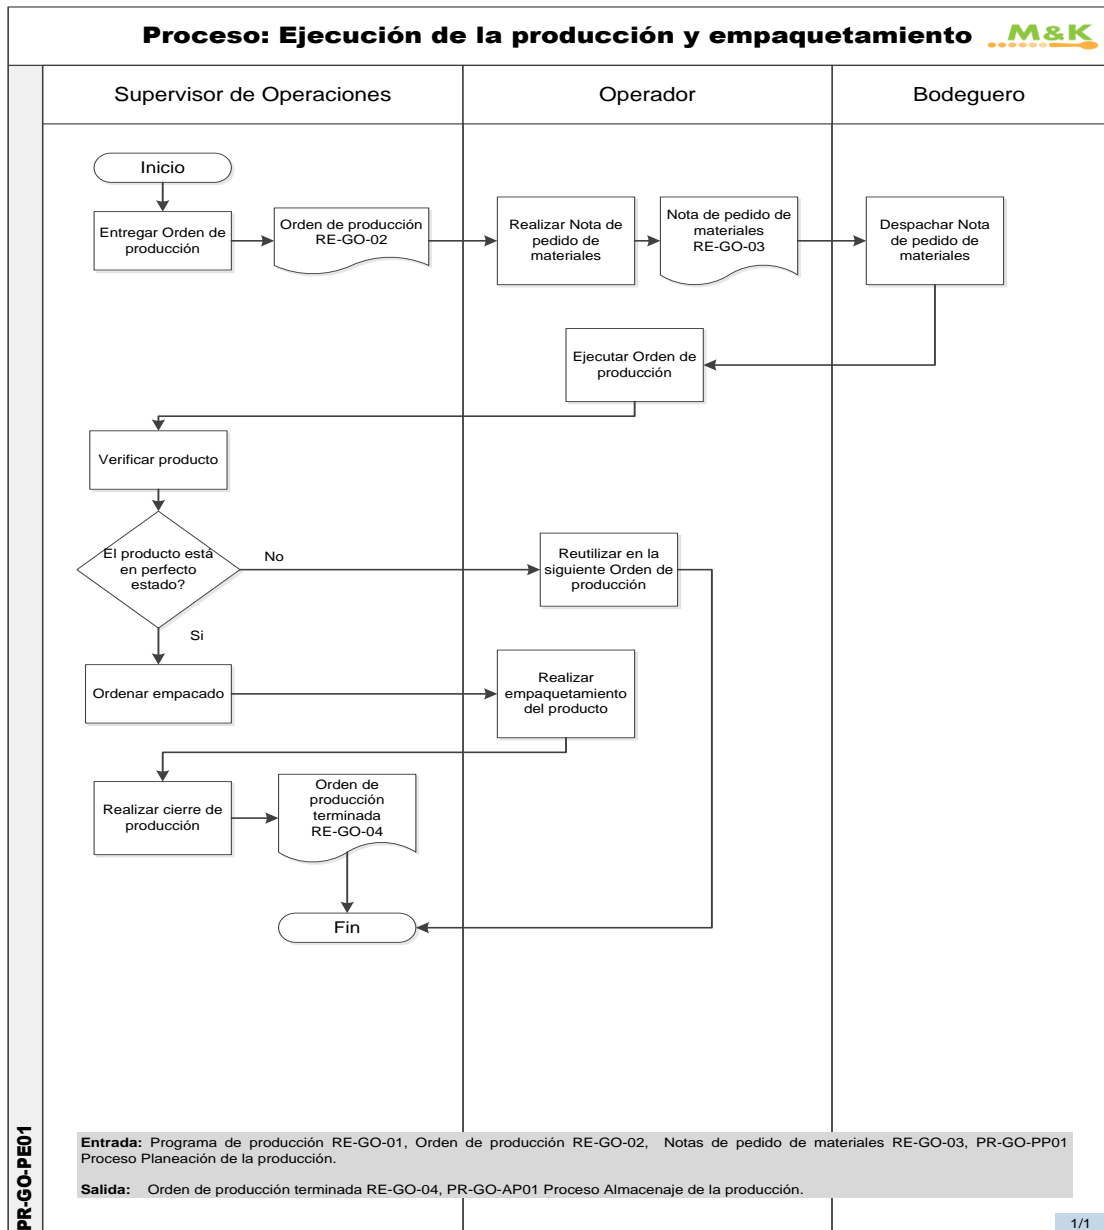 Proceso: Ejecución de la producción y empaquetamiento
M&K
Supervisor de Operaciones
Operador
Bodeguero
Inicio
Entregar Orden de
producción
Orden de producción
RE-GO-02
Realizar Nota de
pedido de
materiales
Nota de pedido de
materiales
RE-GO-03
Despachar Nota
de pedido de
materiales
Ejecutar Orden de
producción
Verificar producto
El producto está
en perfecto
estado?
No
Reutilizar en la
siguiente Orden de
producción
Si
Ordenar empacado
Realizar
empaquetamiento
del producto
Realizar cierre de
producción
Orden de
producción
terminada
RE-GO-04
Fin
Entrada: Programa de producción RE-GO-01, Orden de producción RE-GO-02, Notas de pedido de materiales RE-GO-03, PR-GO-PP01
Proceso Planeación de la producción.
Salida: Orden de producción terminada RE-GO-04, PR-GO-AP01 Proceso Almacenaje de la producción.
PR-GO-PE01
1/1